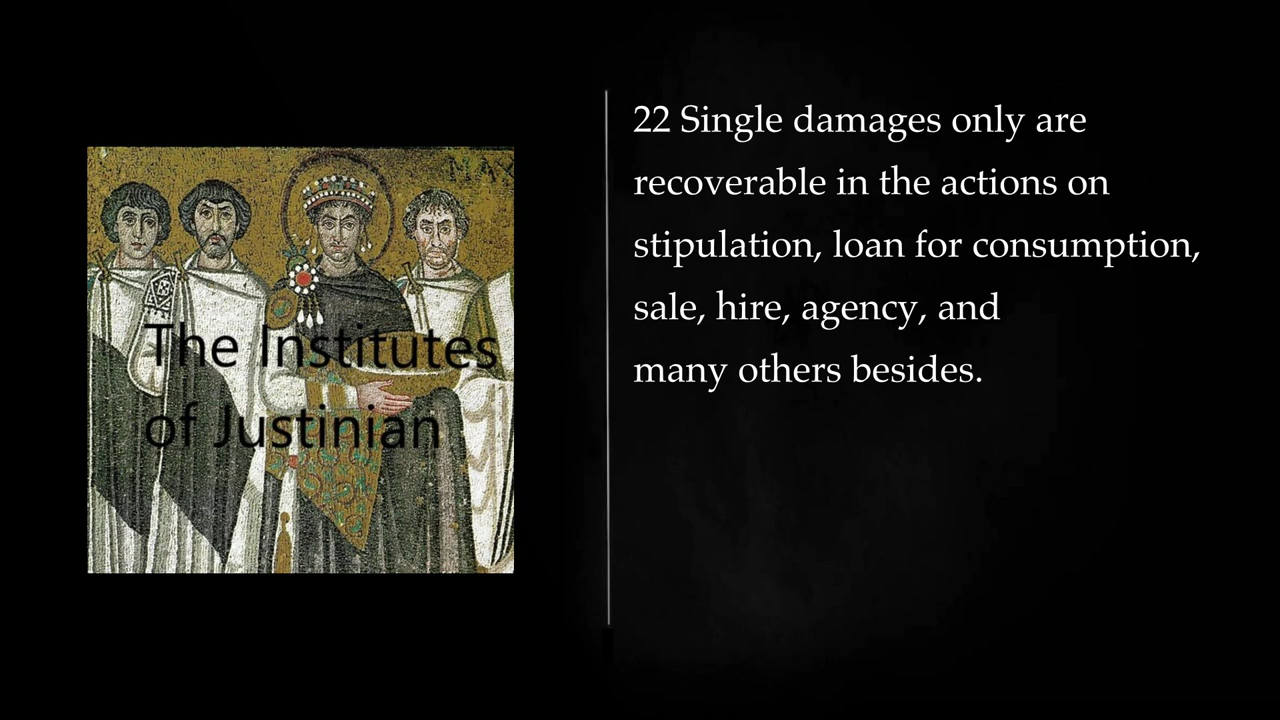 MAX
The Institutes
of Justinian
22 Single damages only are
recoverable in the actions on
stipulation, loan for consumption,
sale, hire, agency, and
many others besides.